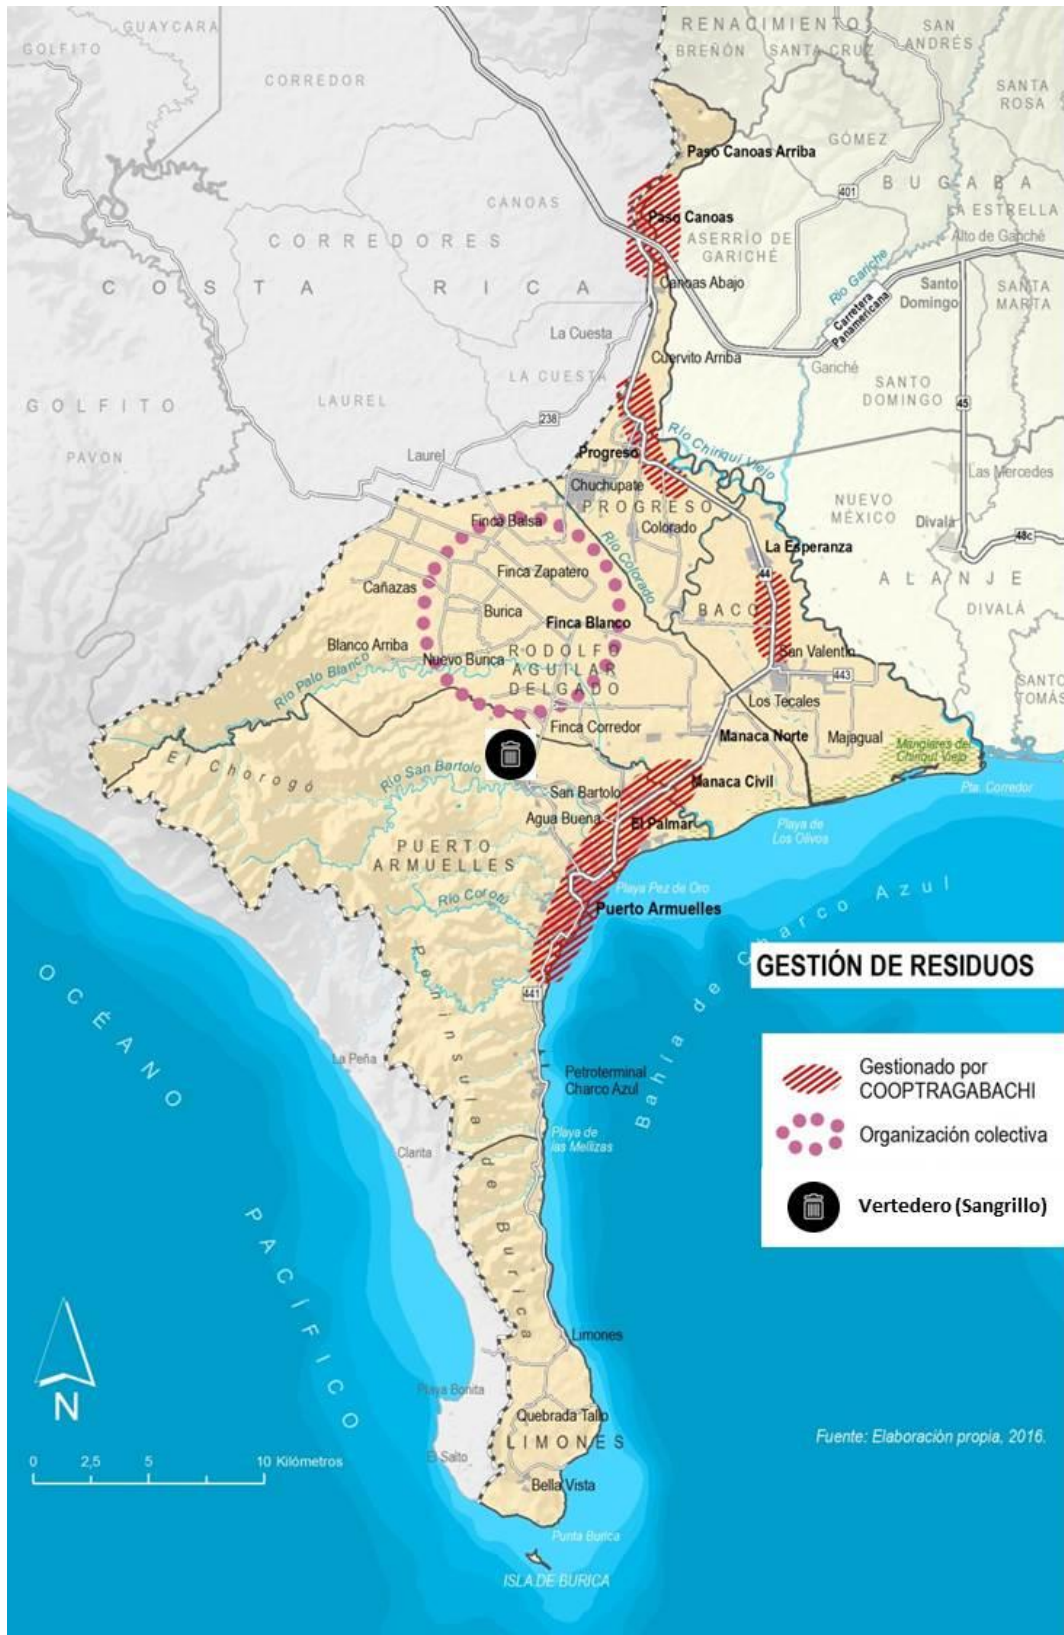 GUAYCARA
GOLFITO
CORREDOR
RENACIMIENTO
BREÑÓN
SANTA CRUZ
SAN
ANDRÉS
SANTA
ROSA
GÓMEZ
Paso Canoas Arriba
BUGABA
401
CANOAS
Paso Canoas
LA ESTRELLA
ASERRÍO DE
GARICHÉ
Alto de Gariché
CORREDORES
COSTA RICA
Canoas Abajo
Río Gariche
Carretera
Panamericana
Santo
Domingo
SANTA
MARTA
La Cuesta
Cuervito Arriba
Gariché
LA CUESTA
SANTO
DOMINGO
45
GOLFITO
LAUREL
238
PAVON
Laurel
Progreso
Río Chiriquí Viejo
Las Mercedes
Chuchupate
PROGRESO
NUEVO
MÉXICO
Divalá
Finca Balsa
Colorado
Río Colorado
La Esperanza
48c
Finca Zapatero
44
ALANJE
Cañazas
Burica
Finca Blanco
BACO
DIVALÁ
Blanco Arriba
Nuevo Burica
RODOLFO
AGUILAR
DELGADO
San Valentín
443
Río Palo Blanco
SANTO
TOMÁS
Los Tecales
Finca Corredor
Manaca Norte
Majagual
Manglares de
Chiriquí Viejo
El Chorogó
Río San Bartolo
San Bartolo
Manaca Civil
Pta. Corredor
Agua Buena
El Palmar
Playa de
Los Olivos
PUERTO
ARMUELLES
Río Corotú
Playa Pez de Oro
Puerto Armuelles
Bahía de Charco Azul
GESTIÓN DE RESIDUOS
441
OCÉANO PACÍFICO
Península de Burica
La Peña
Petroterminal
Charco Azul
Gestionado por
COOPTRAGABACHI
Organización colectiva
Vertedero (Sangrillo)
Playa de
las Mellizas
Clarita
Limones
Playa Bonita
N
Quebrada Tallo
LIMONES
El Salto
Fuente: Elaboración propia, 2016.
0 2,5 5 10 Kilómetros
Bella Vista
Punta Burica
ISLA DE BURICA